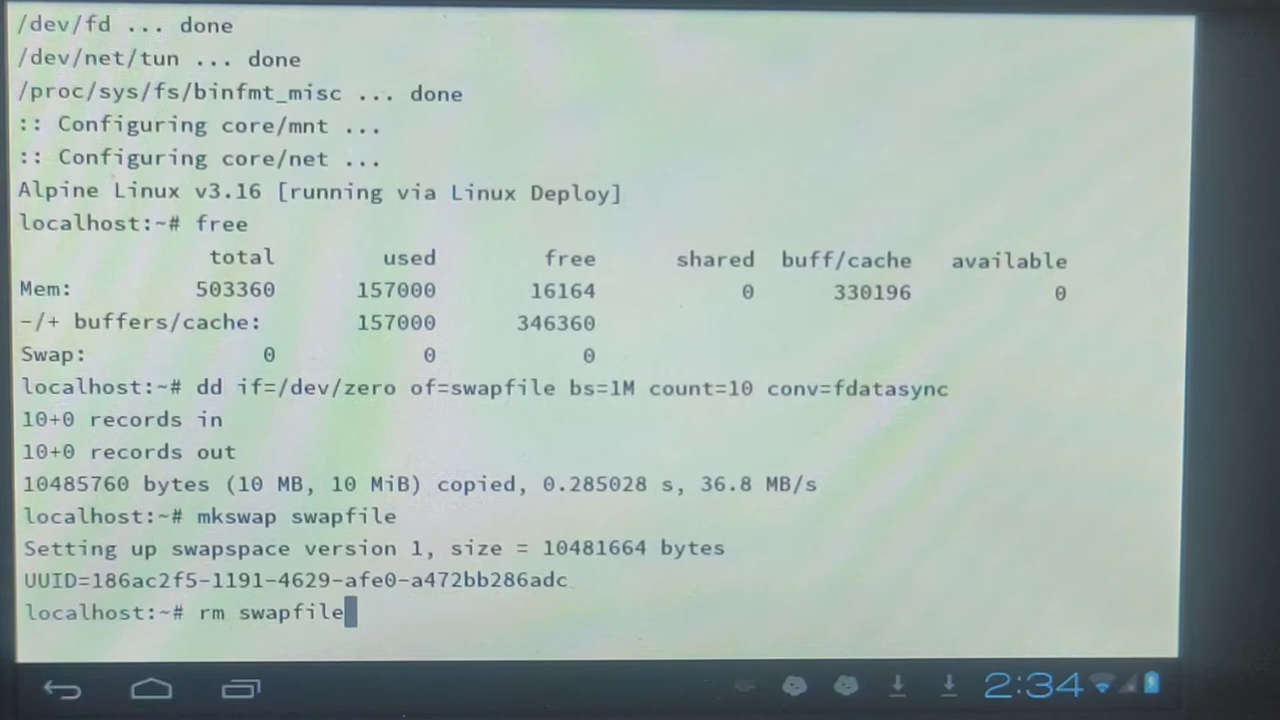 /dev/fd ... done
/dev/net/tun ... done
/proc/sys/fs/binfmt_misc ... done
:: Configuring core/mnt ...
:: Configuring core/net ...
Alpine Linux v3.16 [running via Linux Deploy]
localhost:~# free
total used free shared buff/cache available
Mem: 503360 157000 16164 0 330196 0
-/+ buffers/cache: 157000 346360
Swap: 0 0 0
localhost:~# dd if=/dev/zero of=swapfile bs=1M count=10 conv=fdatasync
10+0 records in
10+0 records out
10485760 bytes (10 MB, 10 MiB) copied, 0.285028 s, 36.8 MB/s
localhost:~# mkswap swapfile
Setting up swapspace version 1, size = 10481664 bytes
UUID=186ac2f5-1191-4629-afe0-a472bb286adc
localhost:~# rm swapfile
2:34